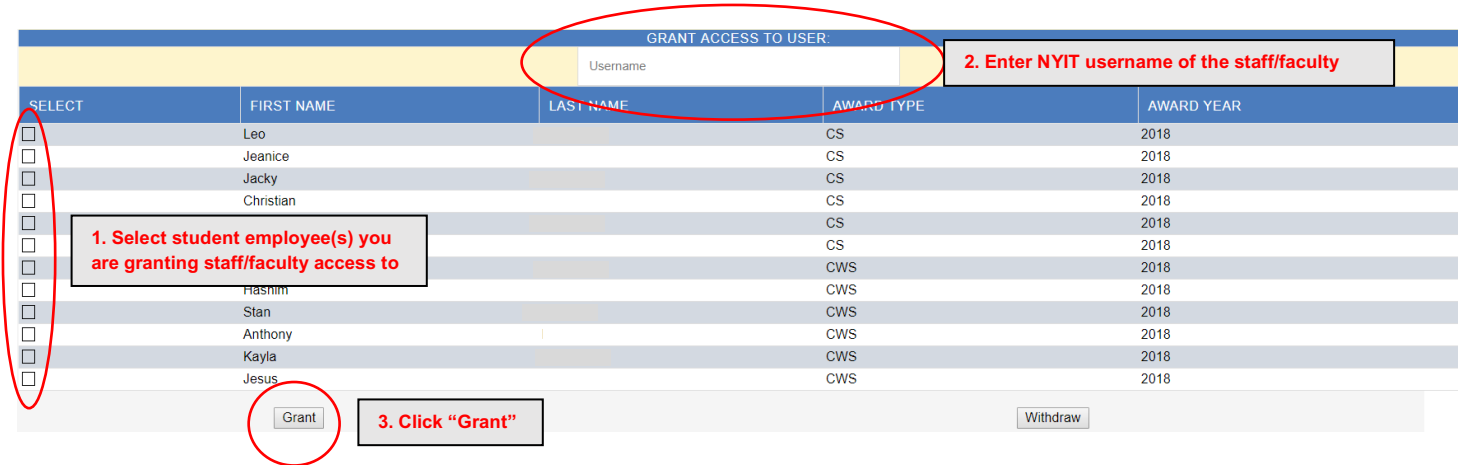 GRANT ACCESS TO USER:
Username
2. Enter NYIT username of the staff/faculty
SELECT FIRST NAME LAST NAME AWARD TYPE AWARD YEAR
Leo CS 2018
Jeanice CS 2018
Jacky CS 2018
Christian CS 2018
CS 2018
1. Select student employee(s) you
are granting staff/faculty access to
CS 2018
CWS 2018
Hashim CWS 2018
Stan CWS 2018
Anthony CWS 2018
Kayla CWS 2018
Jesus CWS 2018
Grant
3. Click “Grant”
Withdraw